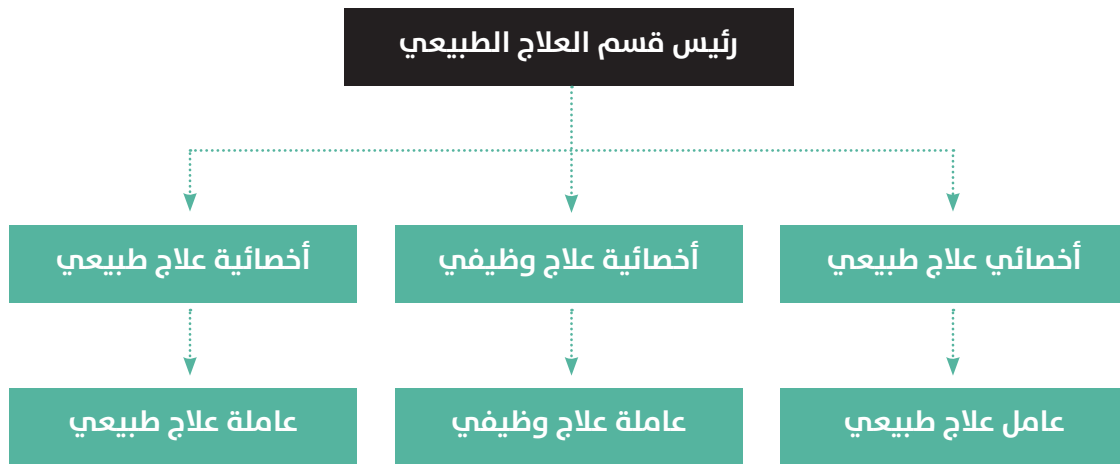 رئيس قسم العلاج الطبيعي
أخصائي علاج طبيعي
أخصائية علاج وظيفي
أخصائية علاج طبيعي
عامل علاج طبيعي
عاملة علاج وظيفي
عاملة علاج طبيعي